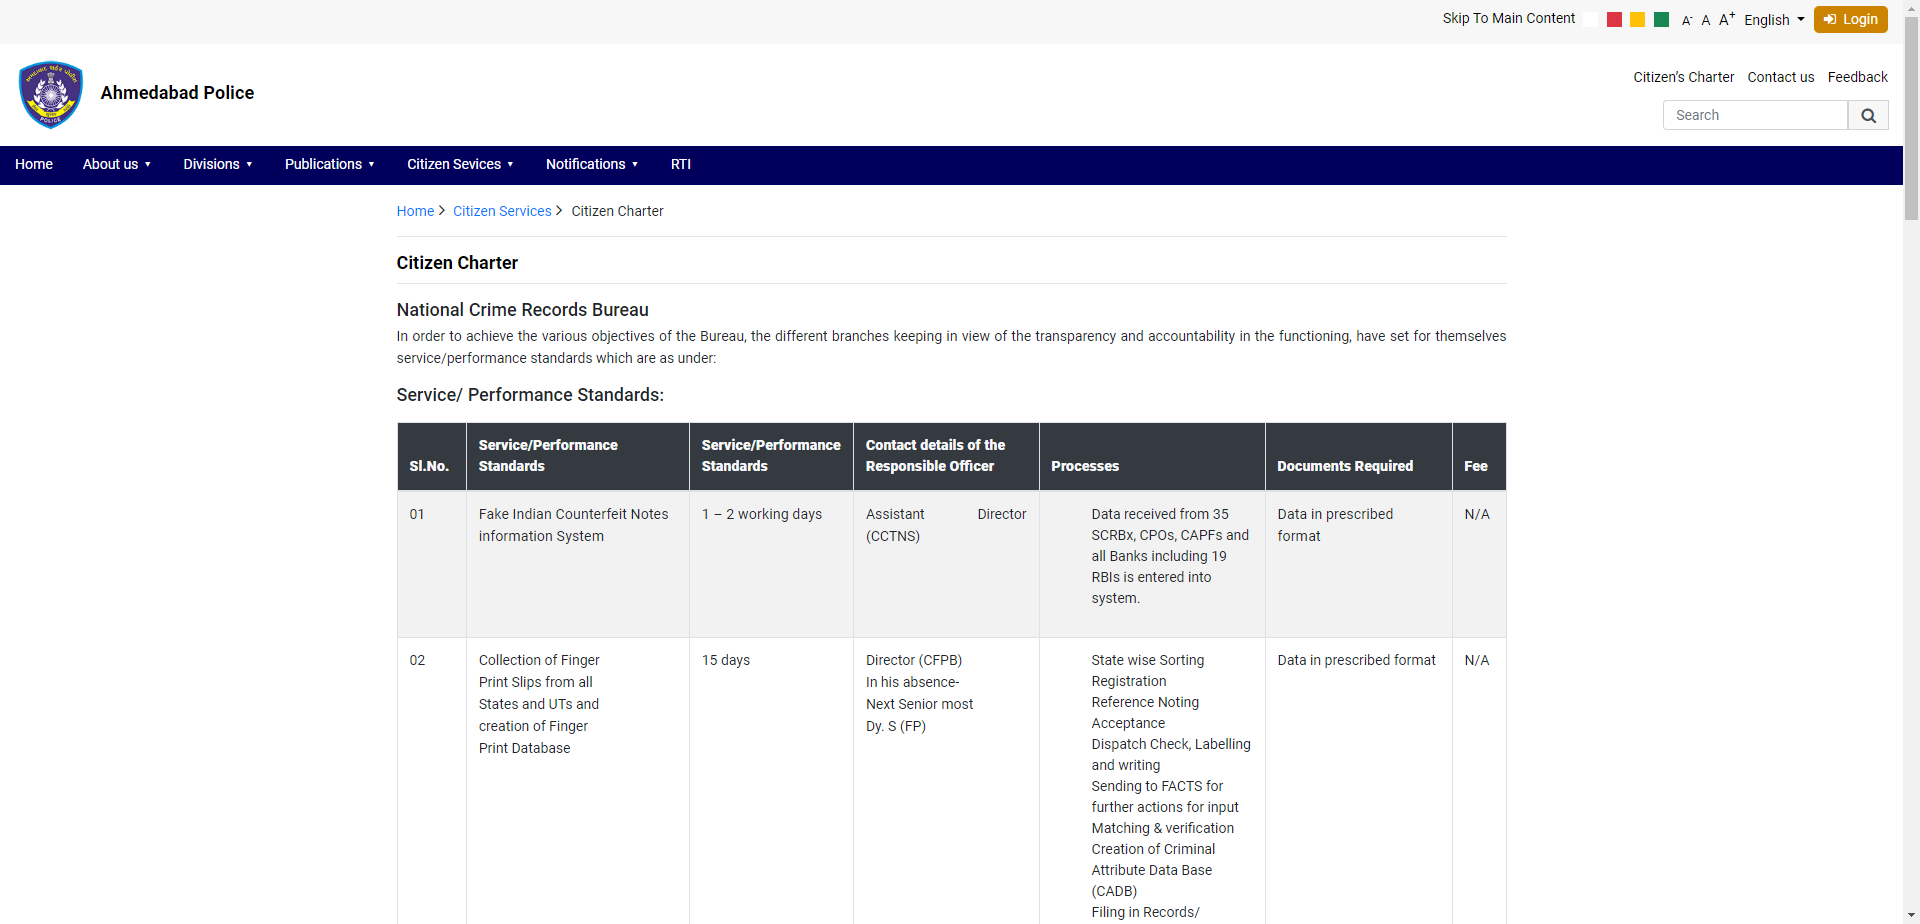 Skip To Main Content A- A A+ English Login
Ahmedabad Police
Citizen's Charter Contact us Feedback
Search
Home About us Divisions Publications Citizen Sevices Notifications RTI
Home Citizen Services Citizen Charter
Citizen Charter
National Crime Records Bureau
In order to achieve the various objectives of the Bureau, the different branches keeping in view of the transparency and accountability in the functioning, have set for themselves
service/performance standards which are as under:
Service/ Performance Standards:
Sl.No.
Service/Performance
Standards
Service/Performance
Standards
Contact details of the
Responsible Officer
Processes
Documents Required
Fee
01
Fake Indian Counterfeit Notes
information System
1 – 2 working days
Assistant Director
(CCTNS)
Data received from 35
SCRBx, CPOs, CAPFs and
all Banks including 19
RBIs is entered into
system.
Data in prescribed
format
N/A
02
Collection of Finger
Print Slips from all
States and UTs and
creation of Finger
Print Database
15 days
Director (CFPB)
In his absence-
Next Senior most
Dy. S (FP)
State wise Sorting
Registration
Reference Noting
Acceptance
Dispatch Check, Labelling
and writing
Sending to FACTS for
further actions for input
Matching & verification
Creation of Criminal
Attribute Data Base
(CADB)
Filing in Records/
Data in prescribed format
N/A